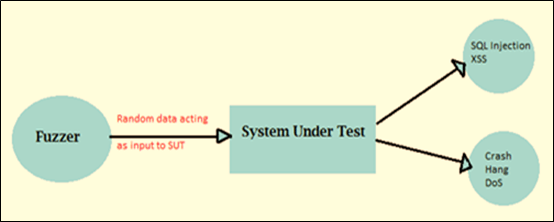 Fuzzer
Random data acting
as input to SUT
System Under Test
SQL Injection
XSS
Crash
Hang
DoS